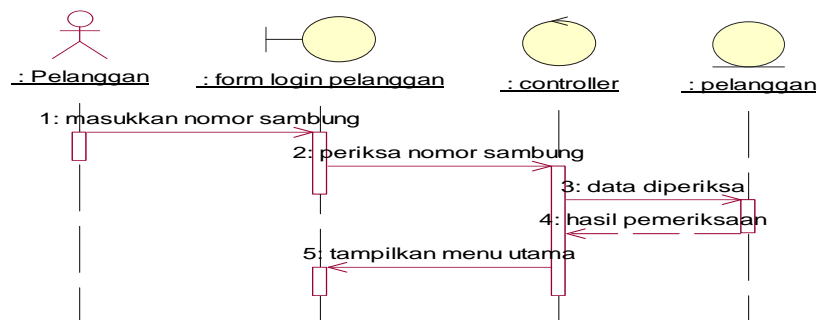 : Pelanggan
: form login pelanggan
: controller
: pelanggan
1: masukkan nomor sambung
2: periksa nomor sambung
3: data diperiksa
4: hasil pemeriksaan
5: tampilkan menu utama